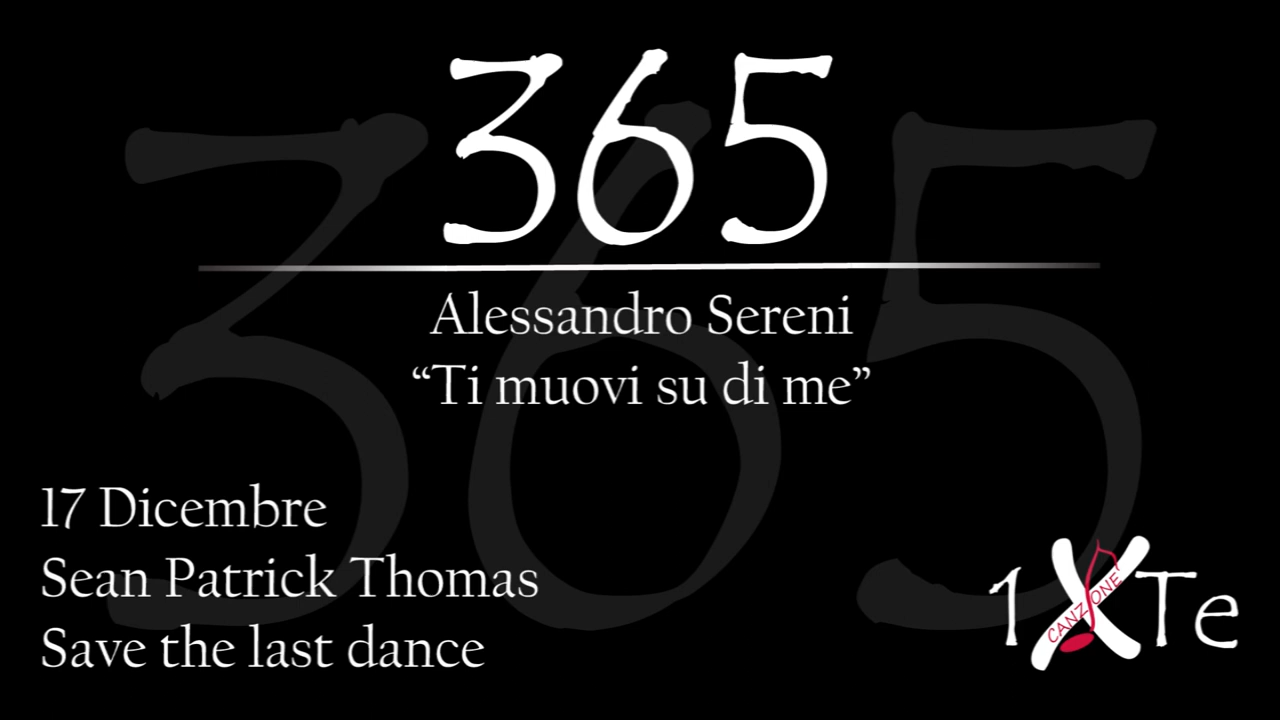 365
Alessandro Sereni
“Ti muovi su di me”
17 Dicembre
Sean Patrick Thomas
Save the last dance
1XTe
CANZONE